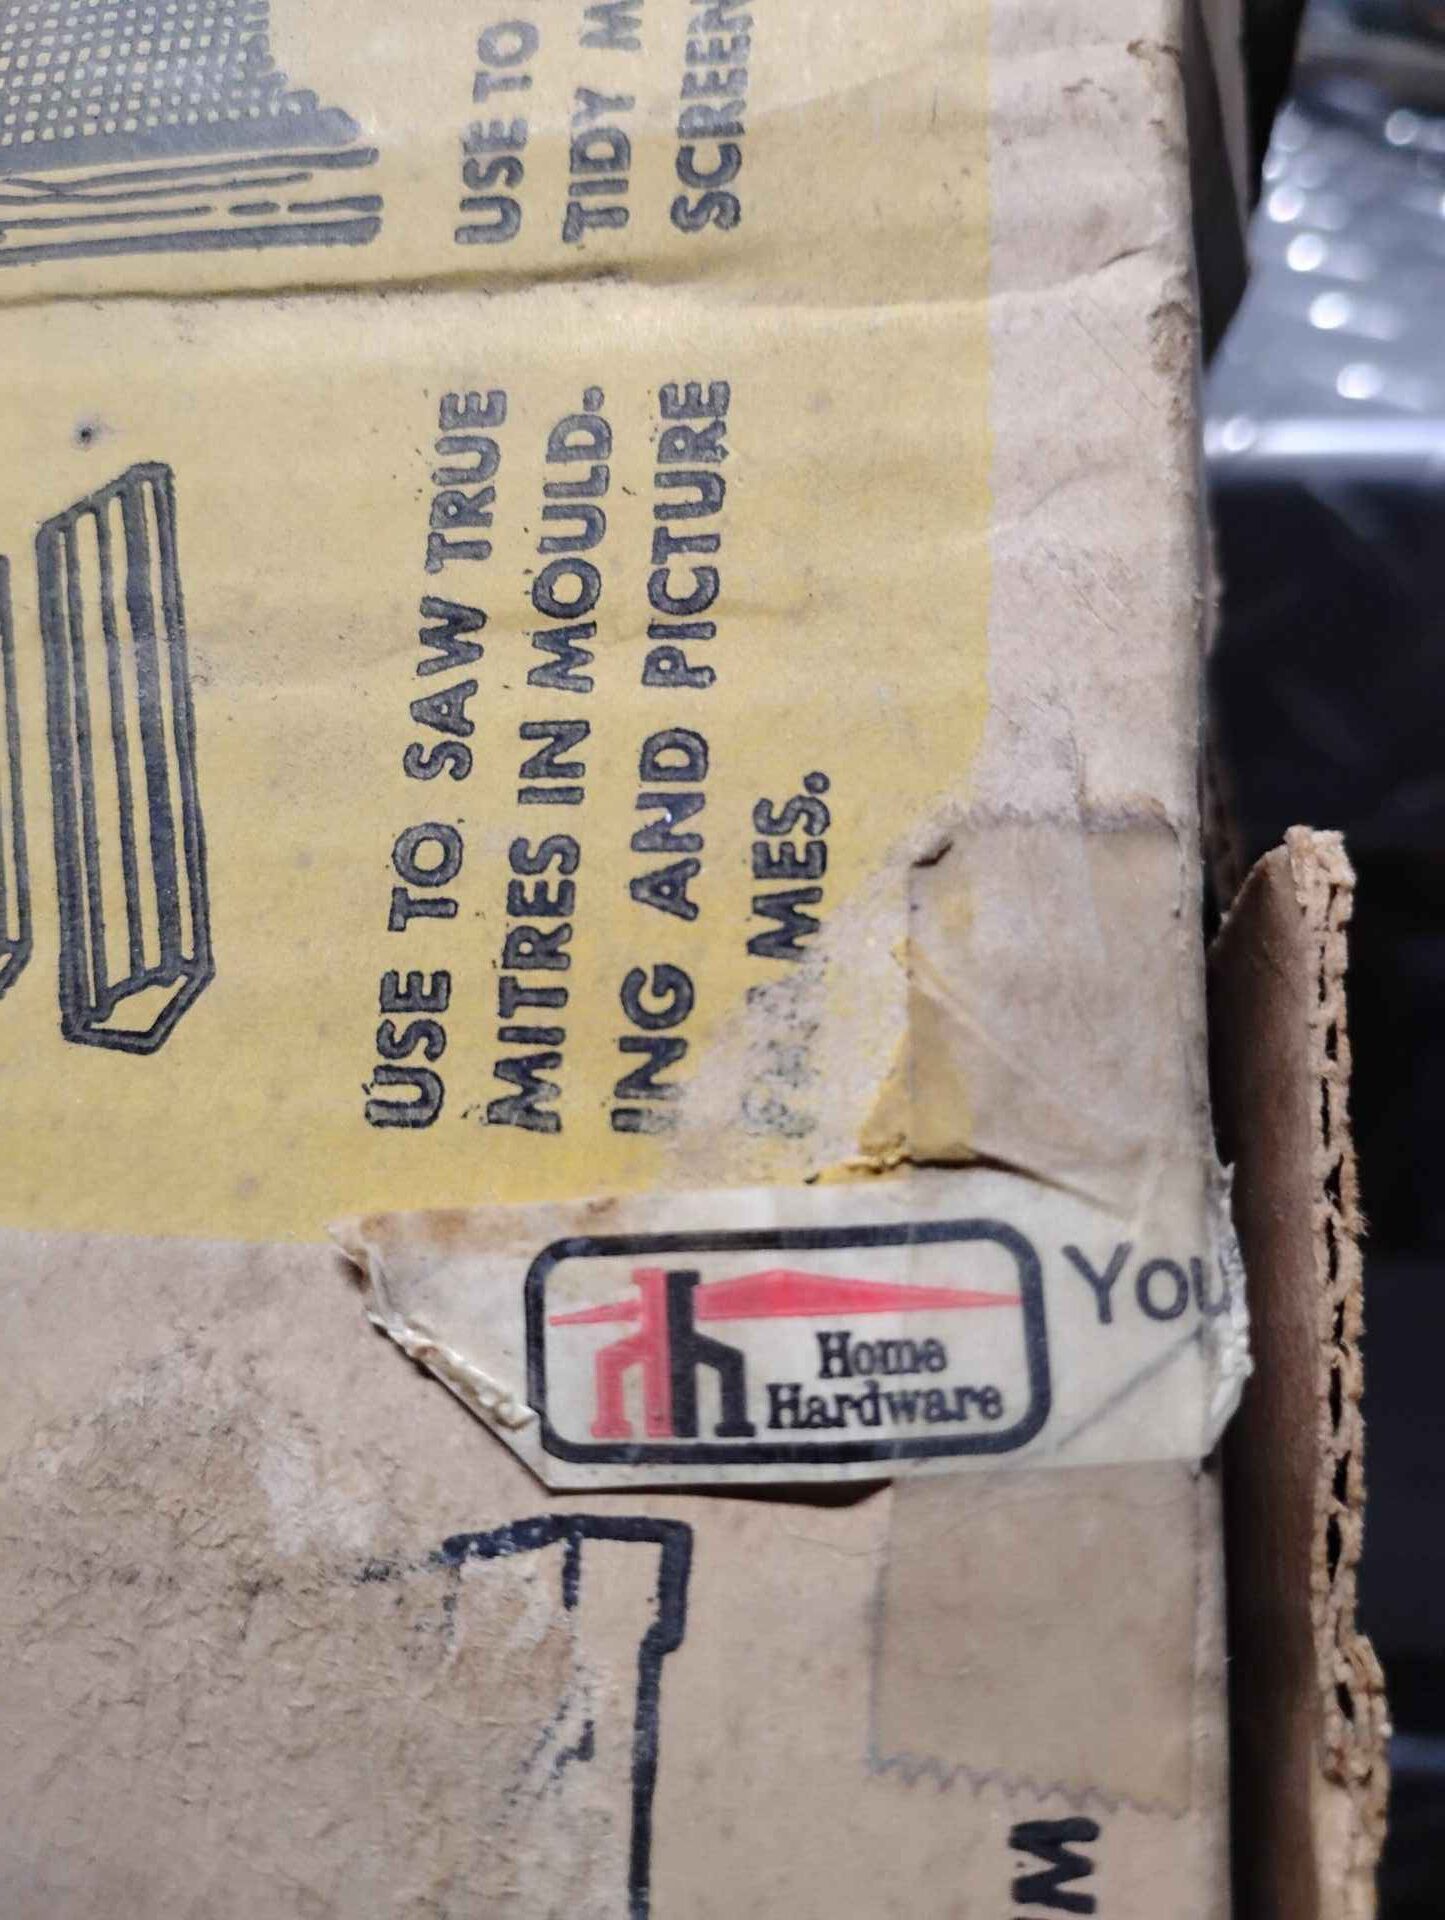 USE TO
TIDY M
SCREEN
USE TO SAW TRUE
MITRES IN MOULD.
ING AND PICTURE
MES.
Home
Hardware
You